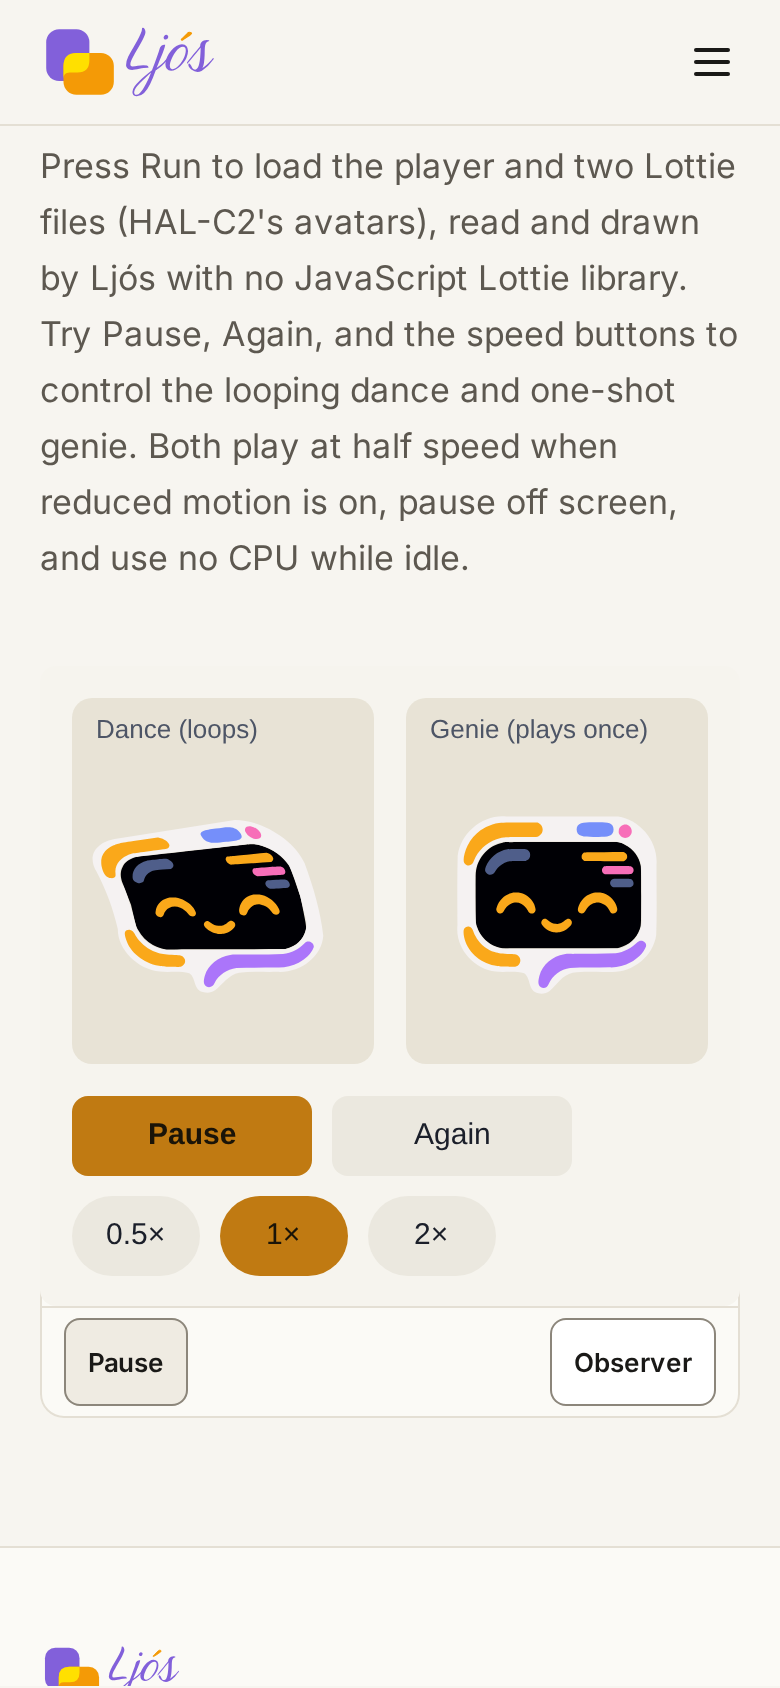 Ljós
Press Run to load the player and two Lottie
files (HAL-C2's avatars), read and drawn
by Ljós with no JavaScript Lottie library.
Try Pause, Again, and the speed buttons to
control the looping dance and one-shot
genie. Both play at half speed when
reduced motion is on, pause off screen,
and use no CPU while idle.
Dance (loops)
Genie (plays once)
Pause
Again
0.5×
1×
2×
Pause
Observer
Ljós